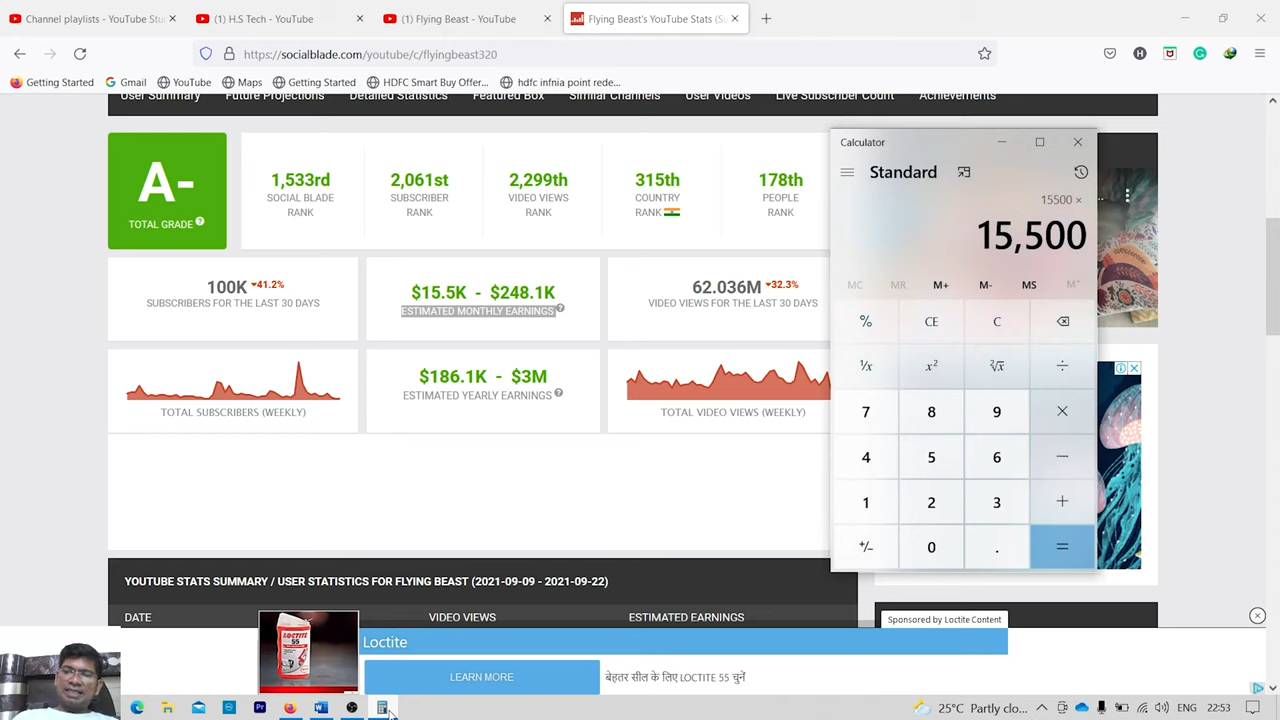 Channel playlists - YouTube Stu
(1) H.S Tech - YouTube
(1) Flying Beast - YouTube
Flying Beast's YouTube Stats (Su
https://socialblade.com/youtube/c/flyingbeast320
Getting Started
Gmail
YouTube
Maps
Getting Started
HDFC Smart Buy Offer...
hdfc infnia point rede...
User Summary
Future Projections
Detailed Statistics
Featured Box
Similar Channels
User Videos
Live Subscriber Count
Achievements
A-
TOTAL GRADE
1,533rd
SOCIAL BLADE
RANK
2,061st
SUBSCRIBER
RANK
2,299th
VIDEO VIEWS
RANK
315th
COUNTRY
RANK
178th
PEOPLE
RANK
100K
41.2%
SUBSCRIBERS FOR THE LAST 30 DAYS
$15.5K - $248.1K
ESTIMATED MONTHLY EARNINGS
62.036M
32.3%
VIDEO VIEWS FOR THE LAST 30 DAYS
TOTAL SUBSCRIBERS (WEEKLY)
$186.1K - $3M
ESTIMATED YEARLY EARNINGS
TOTAL VIDEO VIEWS (WEEKLY)
Calculator
Standard
15500 ×
15,500
MC MR M+ M- MS M˅
% CE C
¹/x x² ²√x ÷
7 8 9 ×
4 5 6 −
1 2 3 +
+/- 0 . =
YOUTUBE STATS SUMMARY / USER STATISTICS FOR FLYING BEAST (2021-09-09 - 2021-09-22)
DATE
VIDEO VIEWS
ESTIMATED EARNINGS
Sponsored by Loctite Content
LOCTITE
55
Loctite
LEARN MORE
बेहतर सील के लिए LOCTITE 55 चुनें
25°C Partly clo...
ENG
22:53